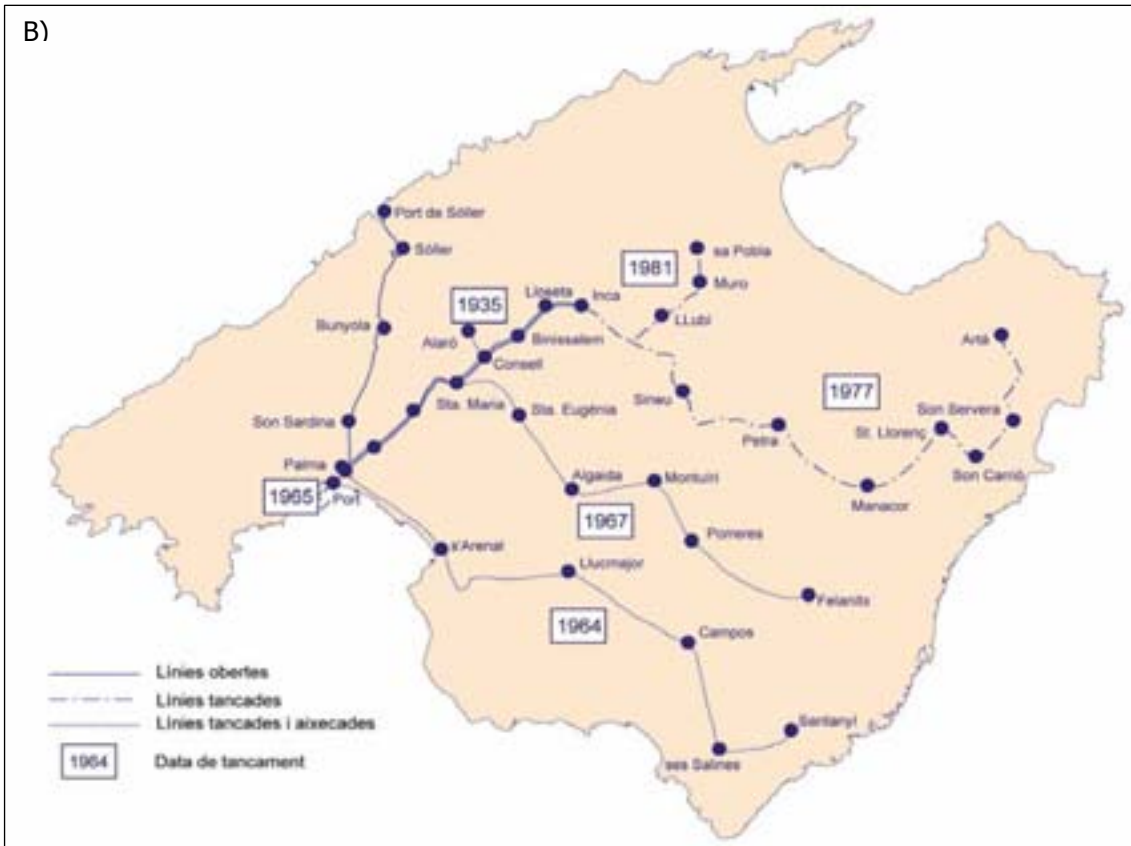 B)
Port de Sóller
Sóller
sa Pobla
1981
Muro
Lloseta
Inca
1935
LLubí
Bunyola
Alaró
Binissalem
Artà
Consell
1977
Sineu
Sta. Maria
Sta. Eugènia
Son Servera
Son Sardina
Petra
St. Llorenç
Palma
Son Carrió
Algaida
Montuïri
1965
Port
Manacor
1967
Porreres
s'Arenal
Llucmajor
Felanitx
1964
Campos
Línies obertes
Línies tancades
Línies tancades i aixecades
Santanyí
1964
Data de tancament
ses Salines